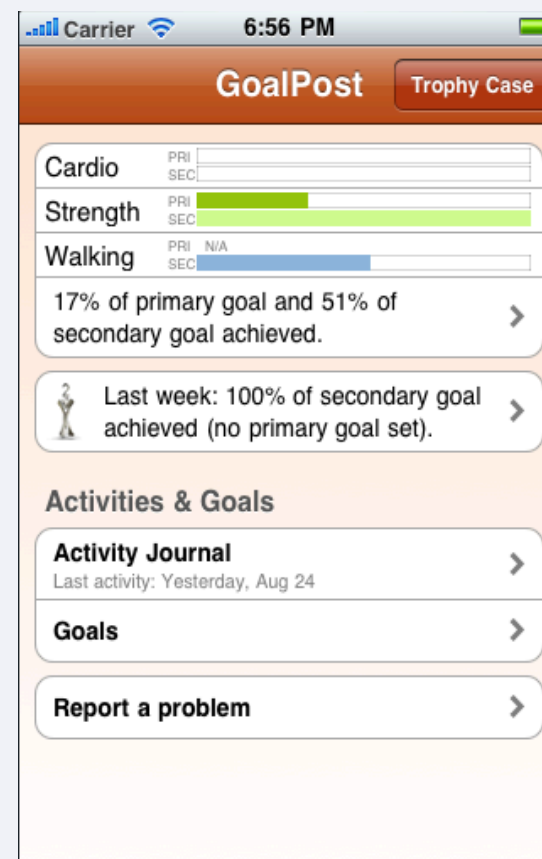 Carrier 6:56 PM
GoalPost Trophy Case
Cardio PRI
SEC
Strength PRI
SEC
Walking PRI N/A
SEC
17% of primary goal and 51% of
secondary goal achieved.
Last week: 100% of secondary goal
achieved (no primary goal set).
Activities & Goals
Activity Journal
Last activity: Yesterday, Aug 24
Goals
Report a problem